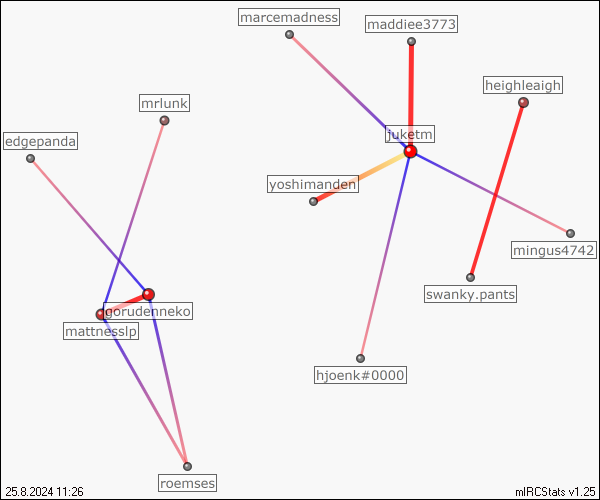 marcemadness
maddiee3773
heighleaigh
mrlunk
juketm
edgepanda
yoshimanden
mingus4742
swanky.pants
gorudenneko
mattnesslp
hjoenk#0000
roemses
25.8.2024 11:26
mIRCStats v1.25